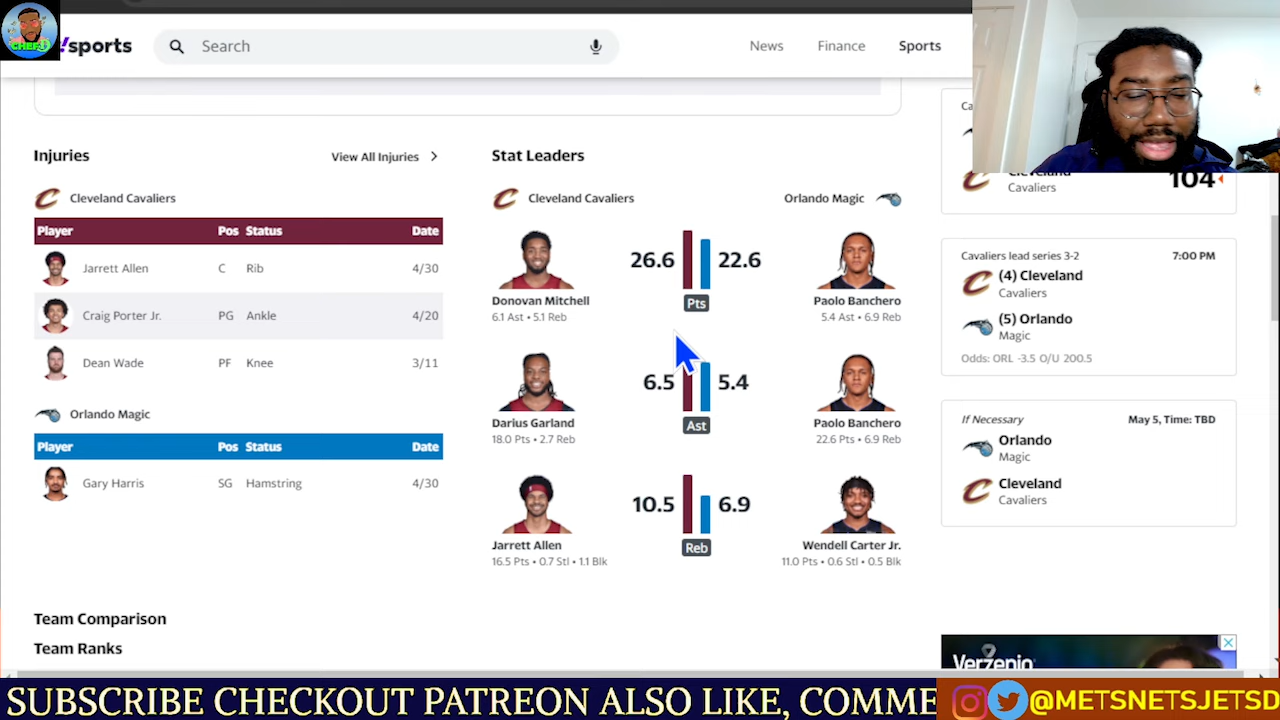 CHEF
!sports
Search
News
Finance
Sports
Injuries
View All Injuries
Cleveland Cavaliers
Player Pos Status Date
Jarrett Allen C Rib 4/30
Craig Porter Jr. PG Ankle 4/20
Dean Wade PF Knee 3/11
Orlando Magic
Player Pos Status Date
Gary Harris SG Hamstring 4/30
Stat Leaders
Cleveland Cavaliers Orlando Magic
26.6 22.6
Pts
Donovan Mitchell Paolo Banchero
6.1 Ast • 5.1 Reb 5.4 Ast • 6.9 Reb
6.5 5.4
Ast
Darius Garland Paolo Banchero
18.0 Pts • 2.7 Reb 22.6 Pts • 6.9 Reb
10.5 6.9
Reb
Jarrett Allen Wendell Carter Jr.
16.5 Pts • 0.7 Stl • 1.1 Blk 11.0 Pts • 0.6 Stl • 0.5 Blk
Team Comparison
Team Ranks
Ca
Cleveland 104
Cavaliers
Cavaliers lead series 3-2 7:00 PM
(4) Cleveland
Cavaliers
(5) Orlando
Magic
Odds: ORL -3.5 O/U 200.5
If Necessary May 5, Time: TBD
Orlando
Magic
Cleveland
Cavaliers
Verzenio
SUBSCRIBE CHECKOUT PATREON ALSO LIKE, COMME
@METSNETSJETSD